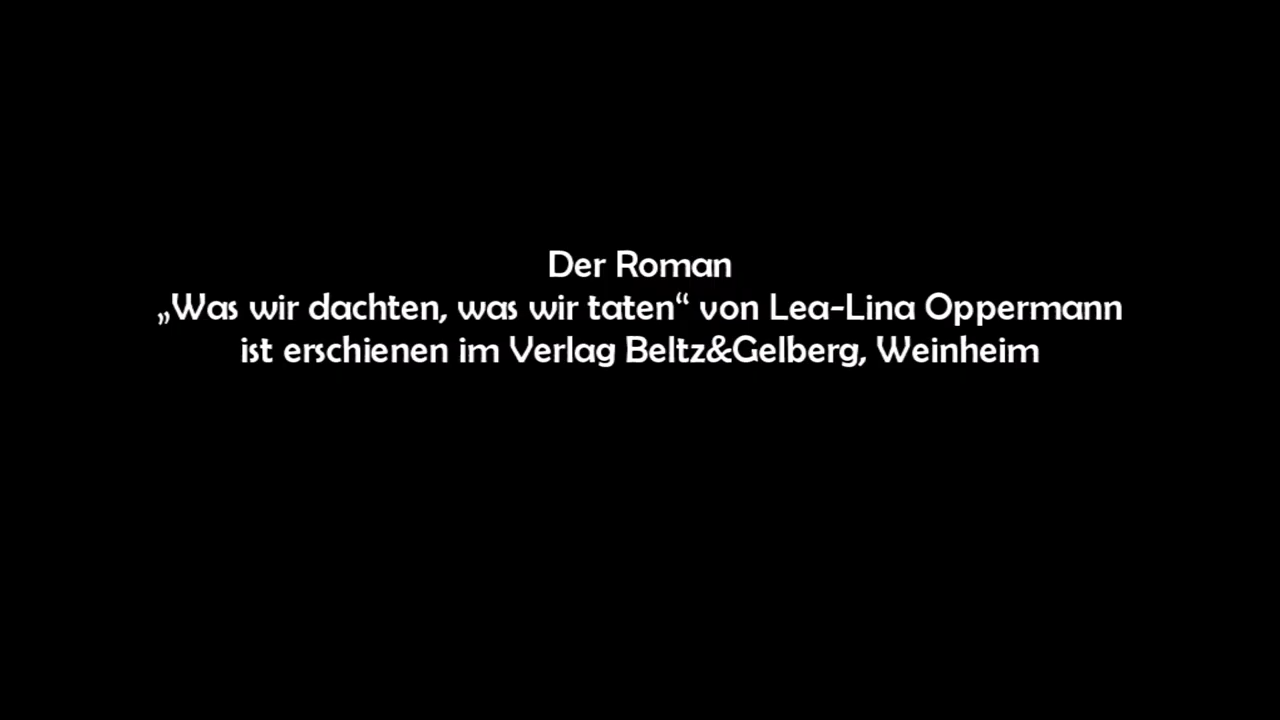 Der Roman
„Was wir dachten, was wir taten“ von Lea-Lina Oppermann
ist erschienen im Verlag Beltz&Gelberg, Weinheim